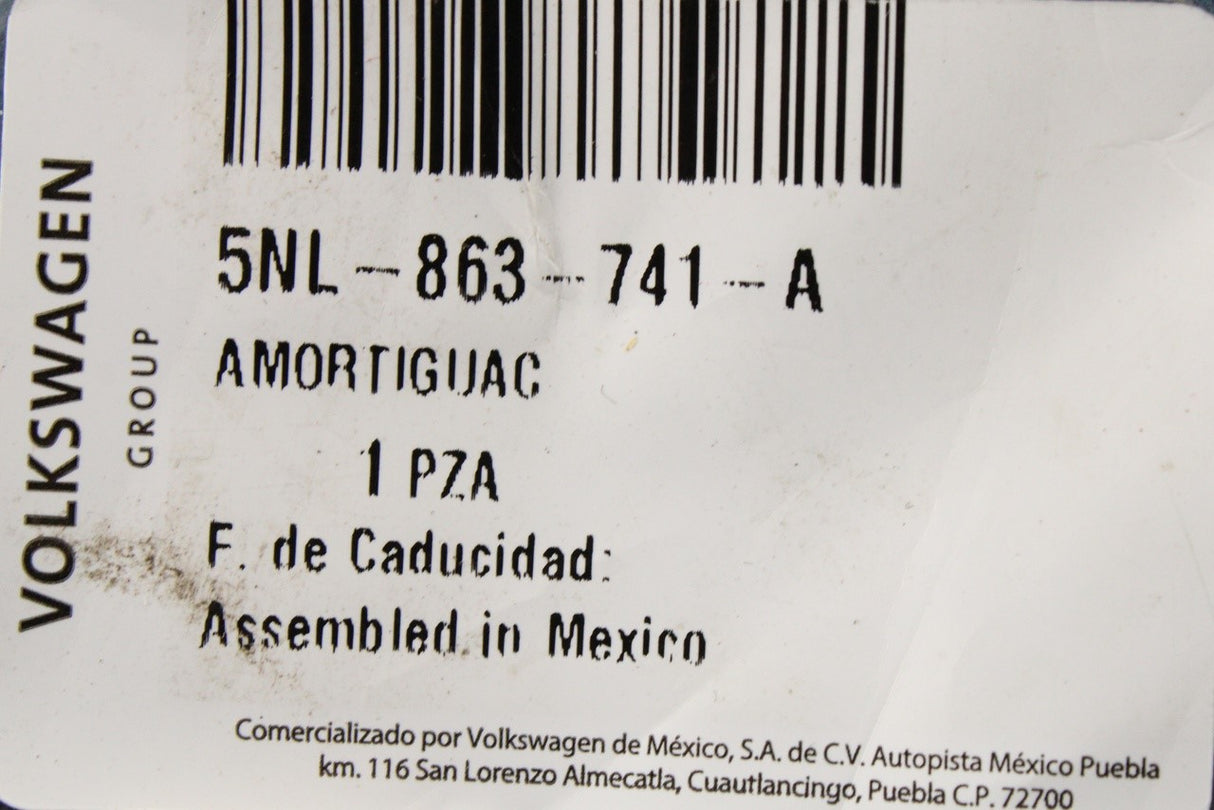 VOLKSWAGEN
GROUP
5NL-863-741-A
AMORTIGUAC
1 PZA
F. de Caducidad:
Assembled in Mexico
Comercializado por Volkswagen de México, S.A. de C.V. Autopista México Puebla
km. 116 San Lorenzo Almecatla, Cuautlancingo, Puebla C.P. 72700